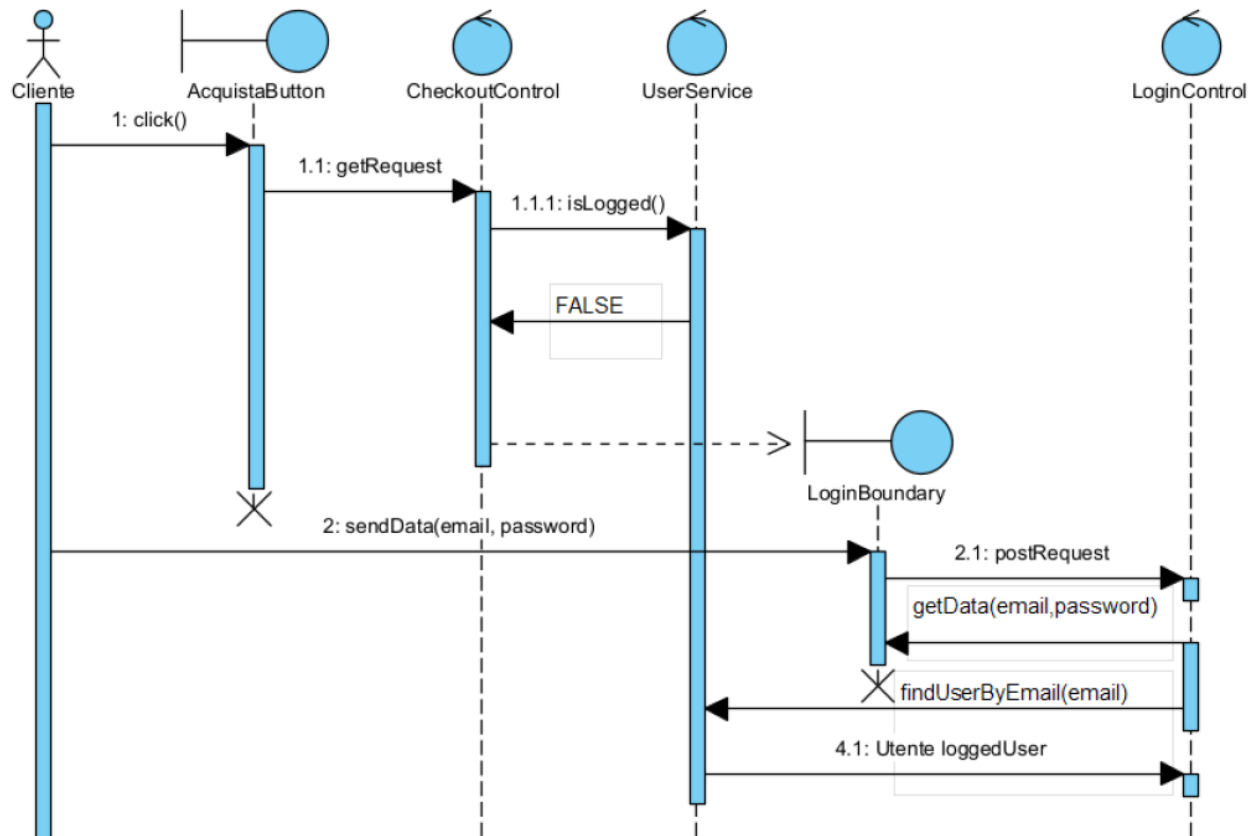 Cliente
AcquistaButton
CheckoutControl
UserService
LoginControl
1: click()
1.1: getRequest
1.1.1: isLogged()
FALSE
LoginBoundary
2: sendData(email, password)
2.1: postRequest
getData(email,password)
findUserByEmail(email)
4.1: Utente loggedUser